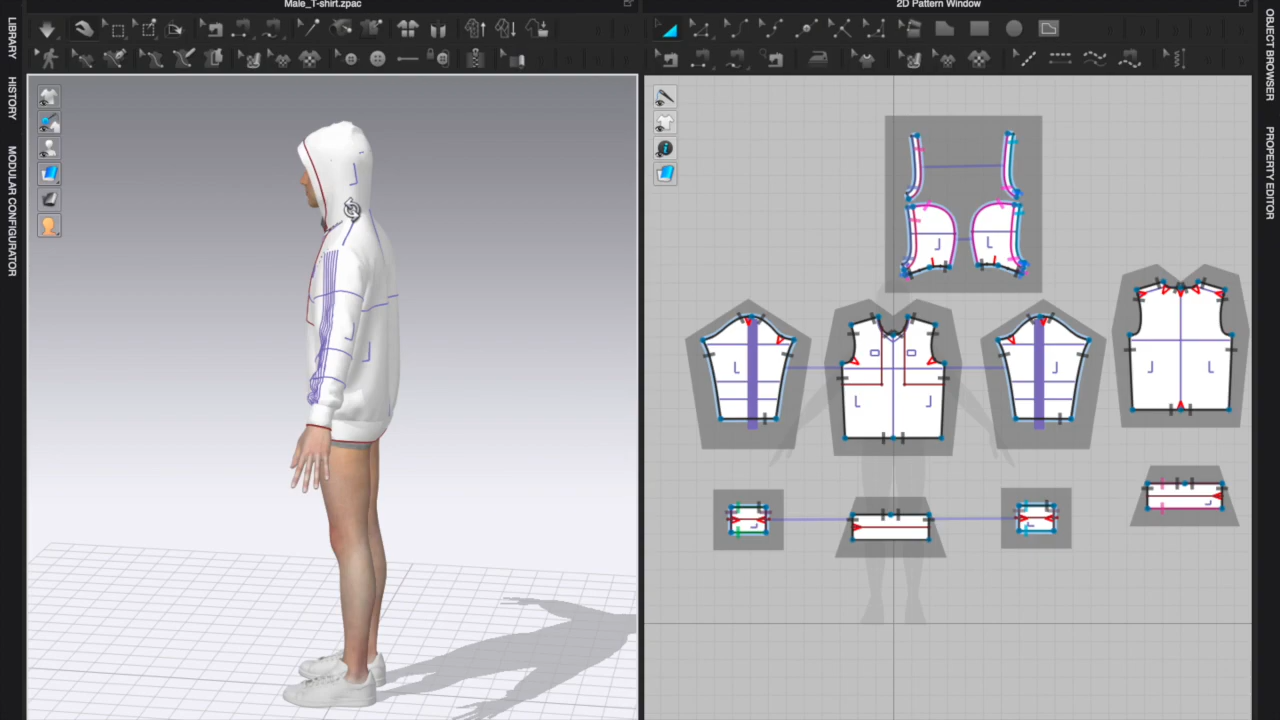 Male_T-shirt.zpac
2D Pattern Window
LIBRARY
HISTORY
MODULAR CONFIGURATOR
OBJECT BROWSER
PROPERTY EDITOR